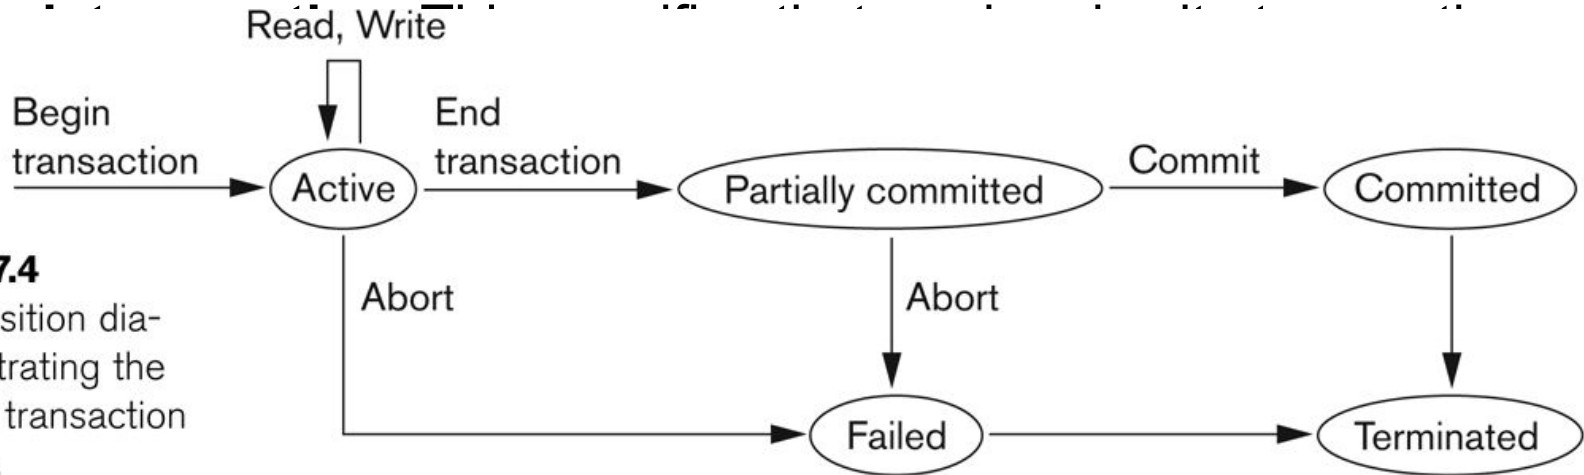 Read, Write
Begin
transaction
End
transaction
Active
Partially committed
Commit
Committed
Abort
Abort
7.4
sition dia-
trating the
transaction
Failed
Terminated